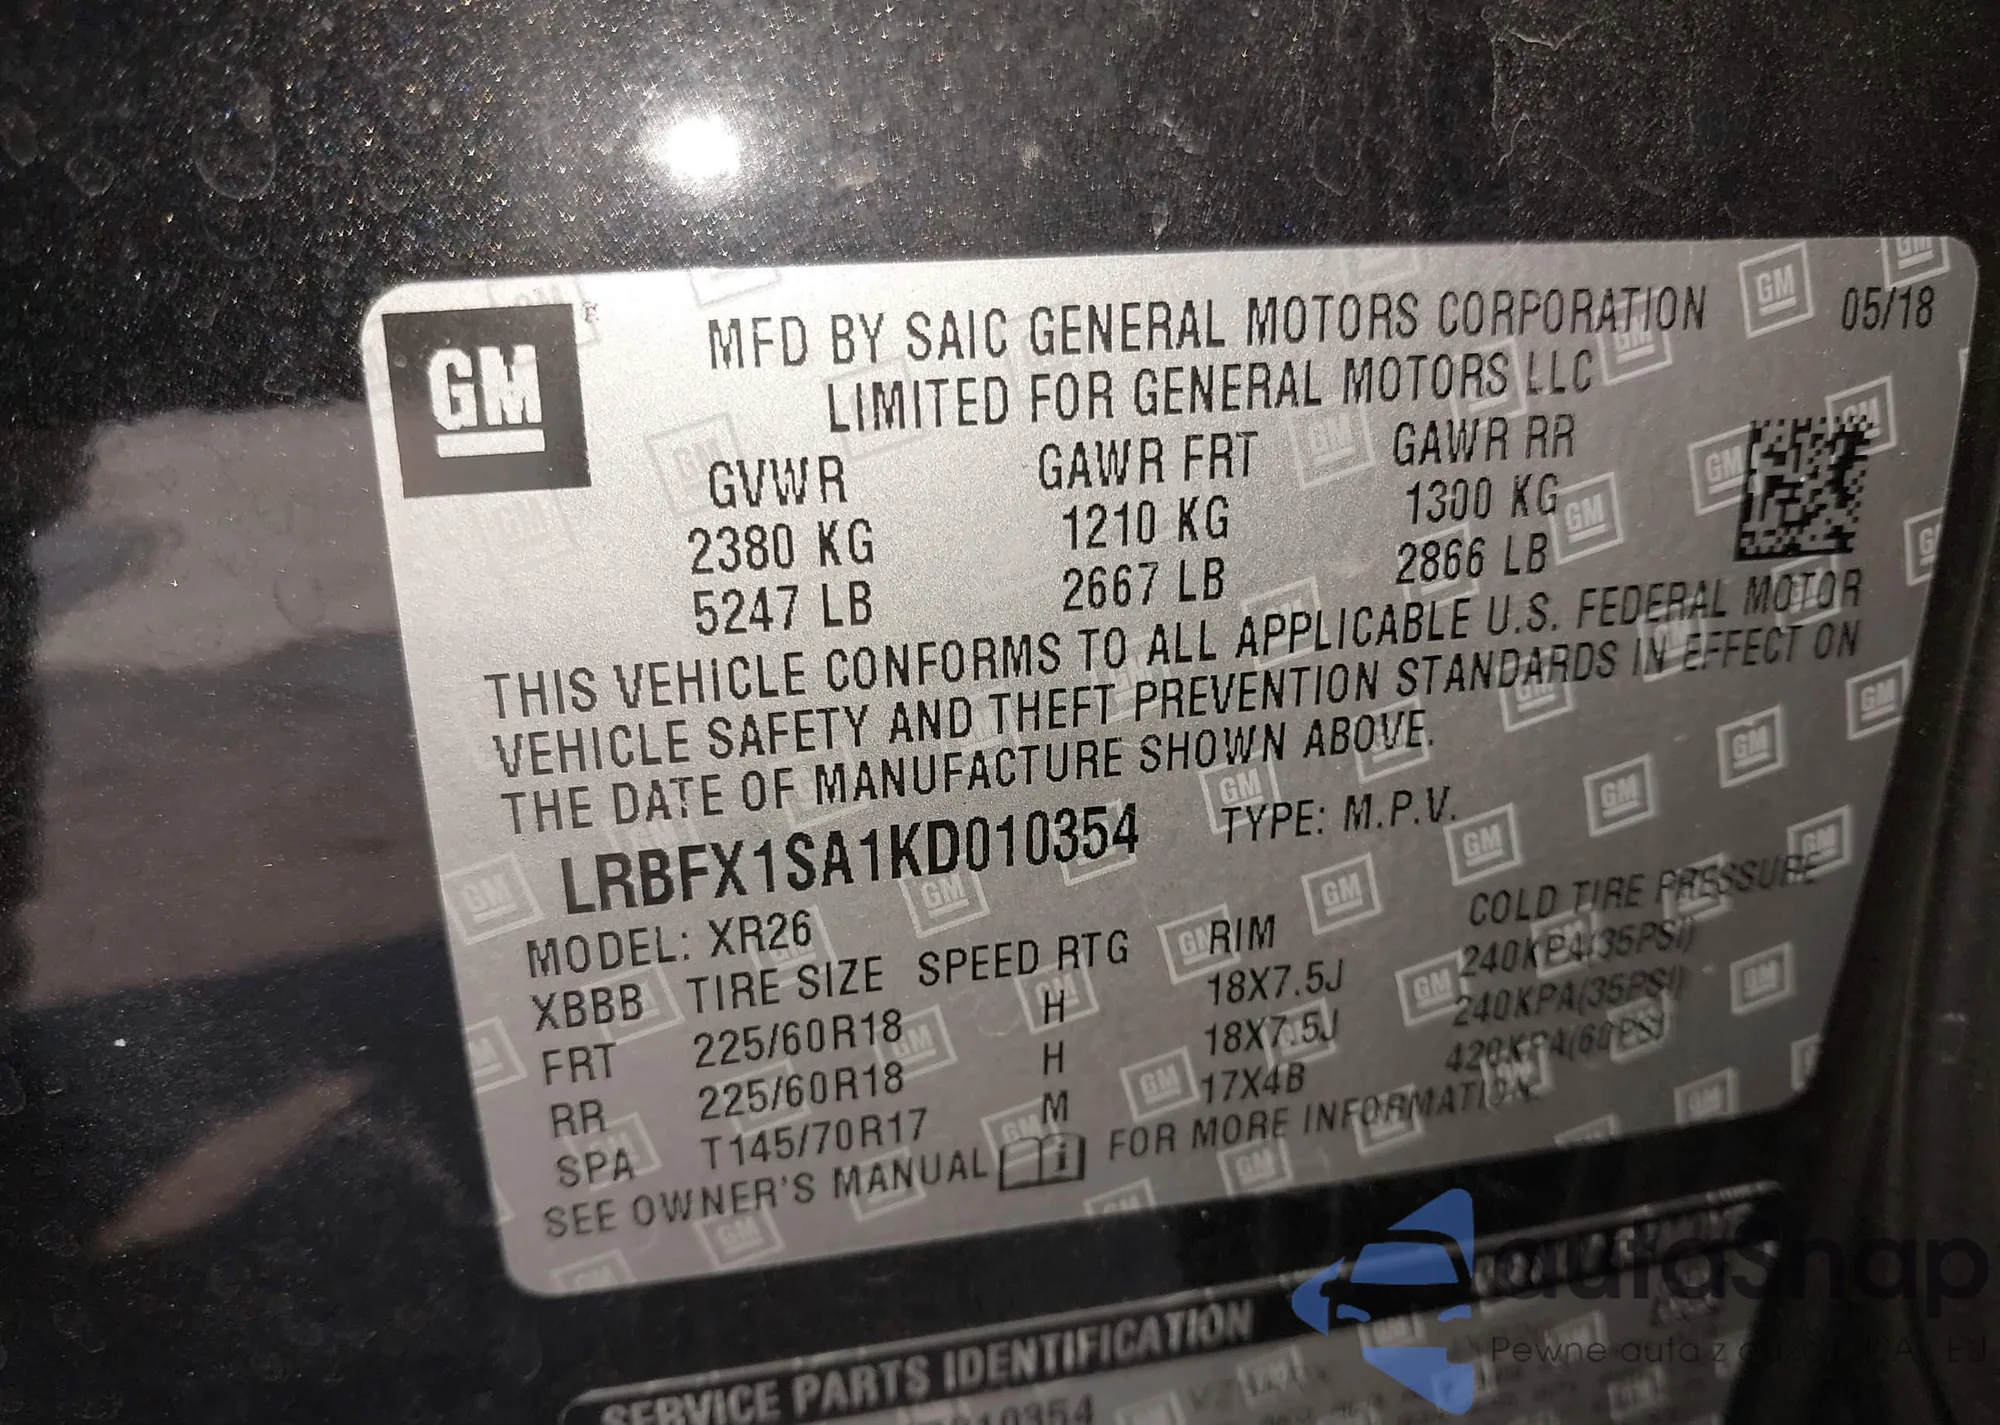 GM
MFD BY SAIC GENERAL MOTORS CORPORATION 05/18
LIMITED FOR GENERAL MOTORS LLC
GVWR GAWR FRT GAWR RR
2380 KG 1210 KG 1300 KG
5247 LB 2667 LB 2866 LB
THIS VEHICLE CONFORMS TO ALL APPLICABLE U.S. FEDERAL MOTOR
VEHICLE SAFETY AND THEFT PREVENTION STANDARDS IN EFFECT ON
THE DATE OF MANUFACTURE SHOWN ABOVE.
LRBFX1SA1KD010354 TYPE: M.P.V.
MODEL: XR26
XBBB TIRE SIZE SPEED RTG RIM COLD TIRE PRESSURE
FRT 225/60R18 H 18X7.5J 240KPA(35PSI)
RR 225/60R18 H 18X7.5J 240KPA(35PSI)
SPA T145/70R17 M 17X4B 420KPA(60PSI)
SEE OWNER'S MANUAL i FOR MORE INFORMATION.
SERVICE PARTS IDENTIFICATION
010354
autasnap
Pewne auta z